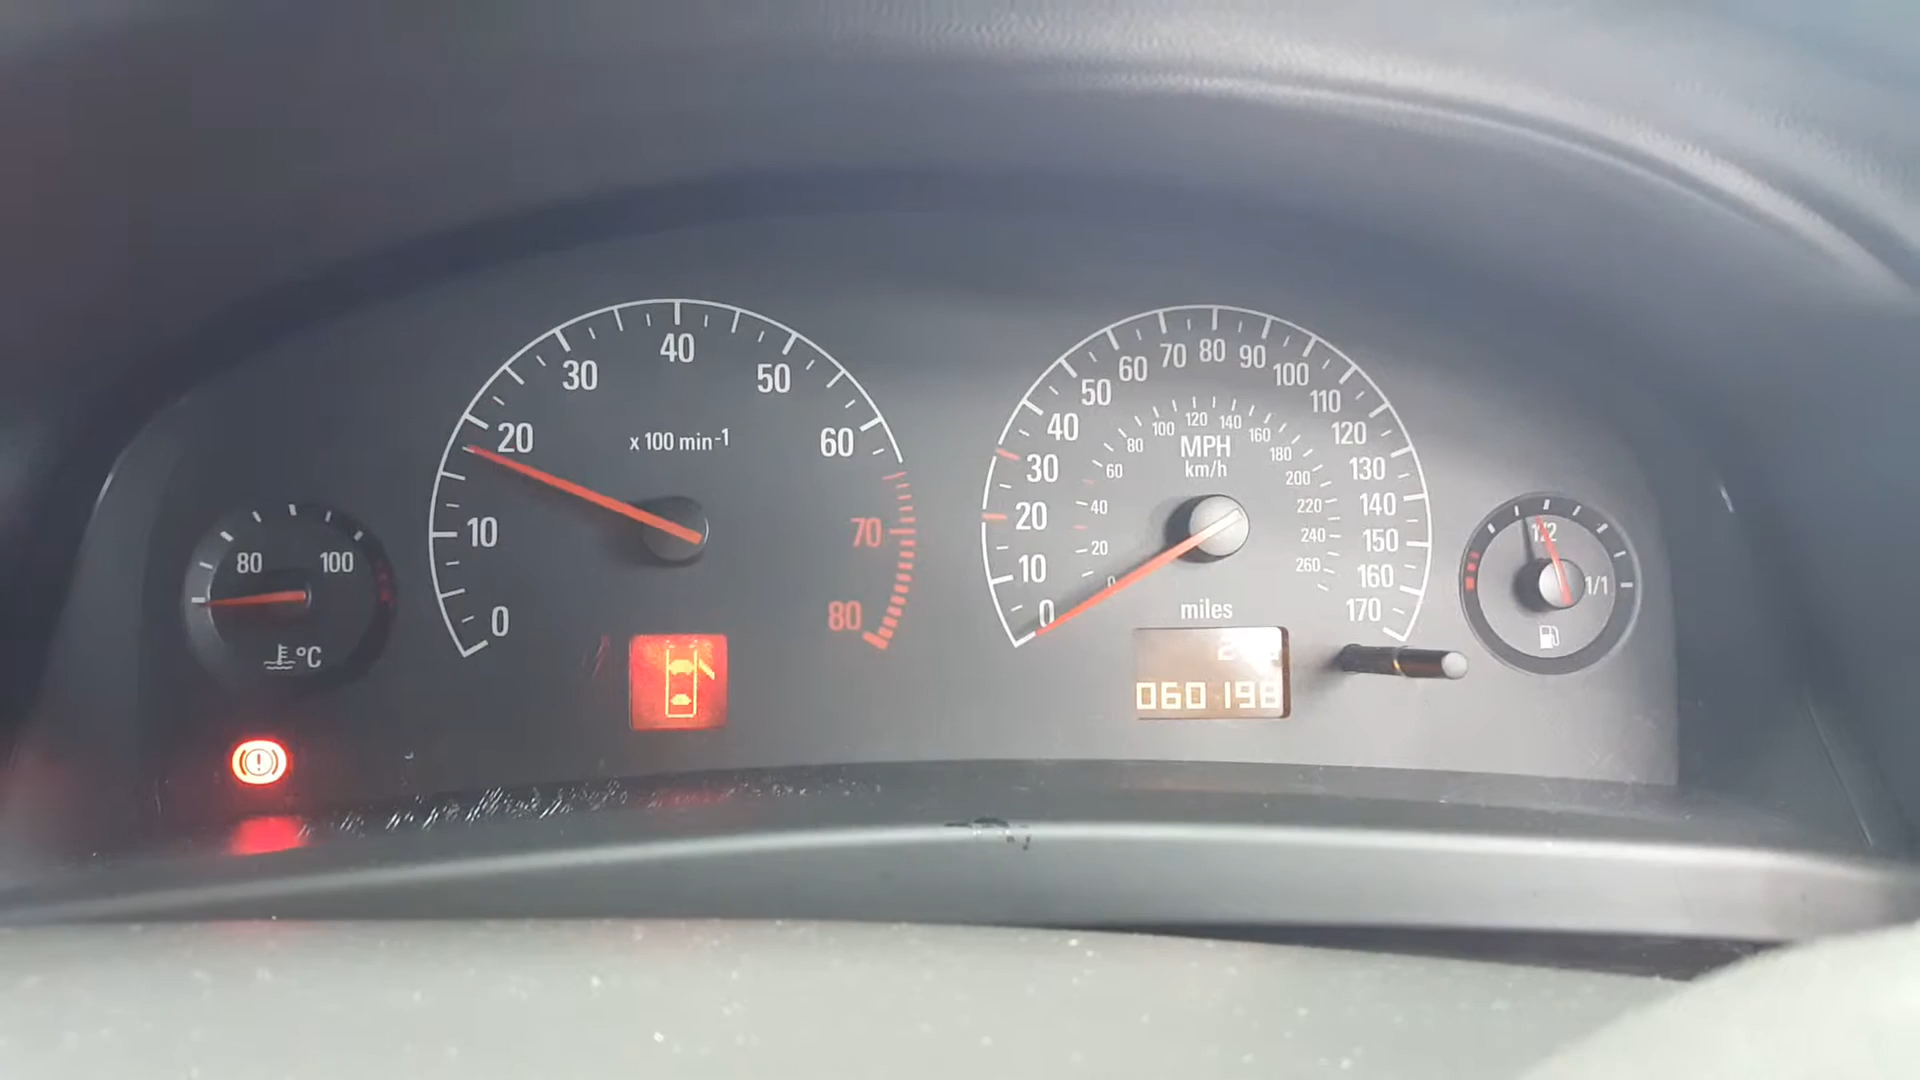 80 100
°C
0 10 20 30 40 50 60 70 80
x 100 min-1
0 10 20 30 40 50 60 70 80 90 100 110 120 130 140 150 160 170
0 20 40 60 80 100 120 140 160 180 200 220 240 260
MPH
km/h
miles
060198
1/2
1/1